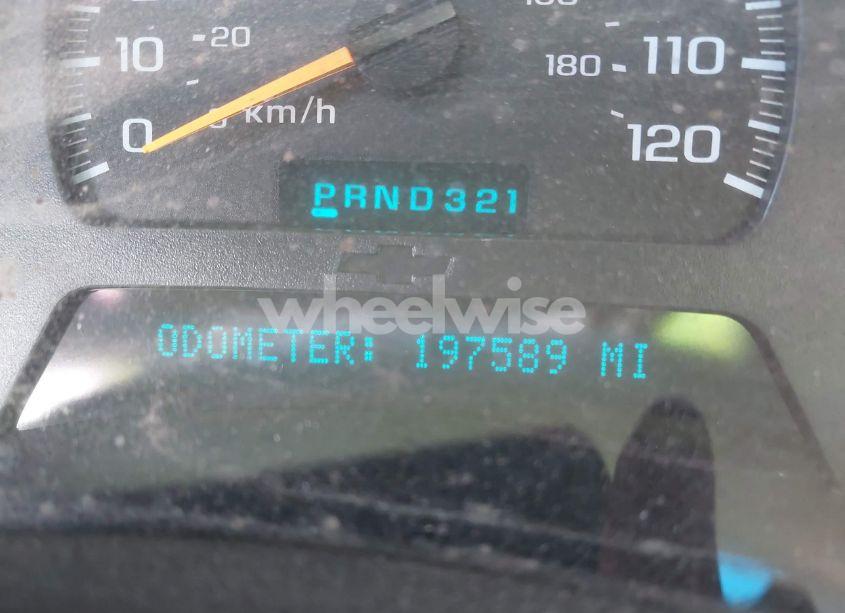 10 20 180 110
0 km/h 120
PRND321
wheelwise
ODOMETER: 197589 MI